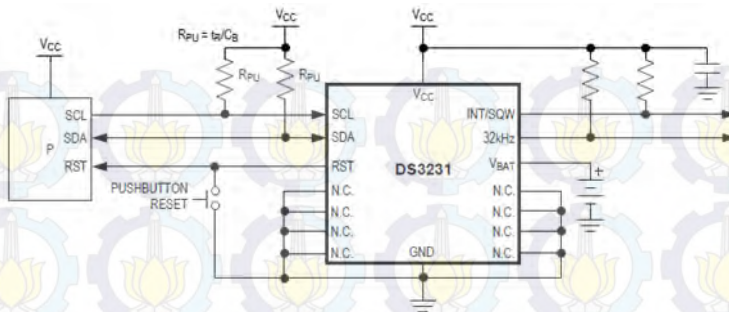 VCC
RPU = tR/CB
VCC
VCC
RPU
RPU
P
SCL
SDA
RST
PUSHBUTTON
RESET
VCC
SCL
SDA
RST
N.C.
N.C.
N.C.
N.C.
DS3231
GND
INT/SQW
32kHz
VBAT
N.C.
N.C.
N.C.
N.C.
+